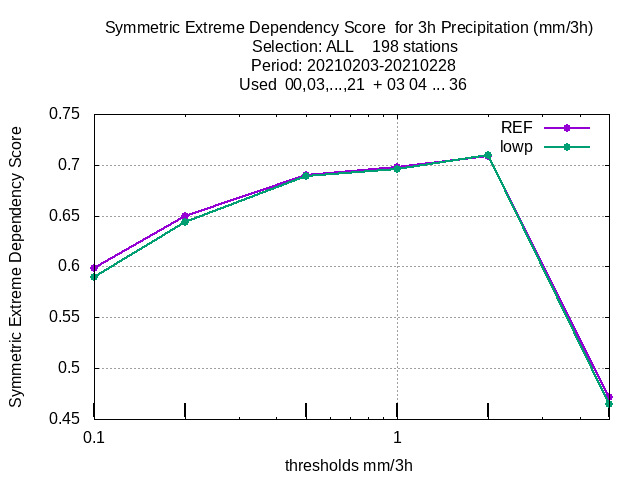 Symmetric Extreme Dependency Score  for 3h Precipitation (mm/3h)
Selection: ALL    198 stations
Period: 20210203-20210228
Used  00,03,...,21  + 03 04 ... 36
Symmetric Extreme Dependency Score
0.75
0.7
0.65
0.6
0.55
0.5
0.45
REF
lowp
0.1
1
thresholds mm/3h